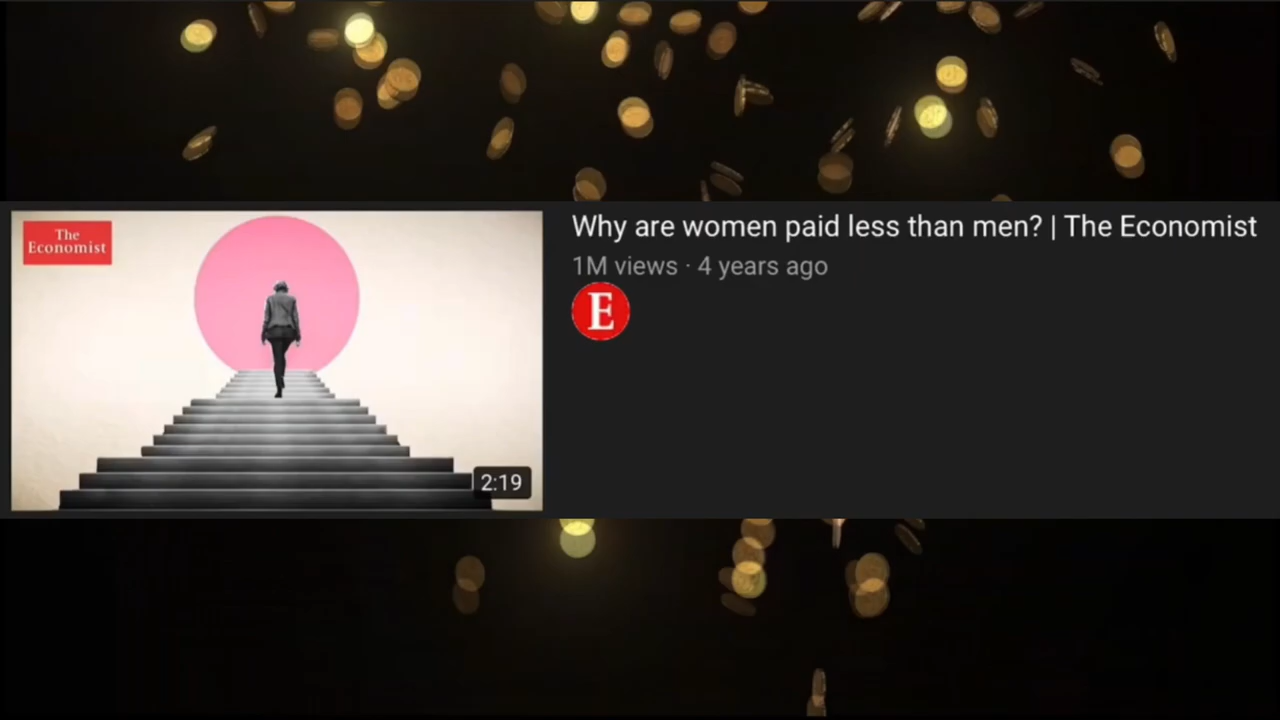 The
Economist
Why are women paid less than men? | The Economist
1M views · 4 years ago
E
2:19